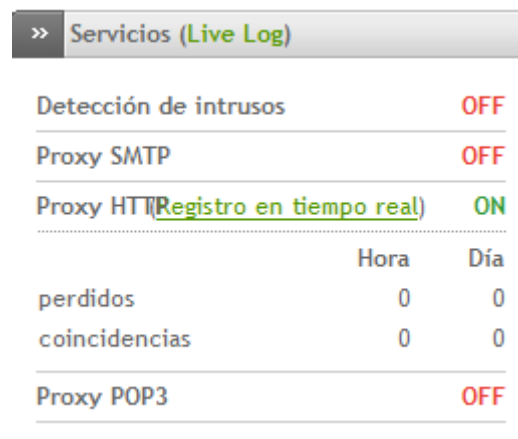 » Servicios (Live Log)
Detección de intrusos OFF
Proxy SMTP OFF
Proxy HTTP(Registro en tiempo real) ON
Hora Día
perdidos 0 0
coincidencias 0 0
Proxy POP3 OFF